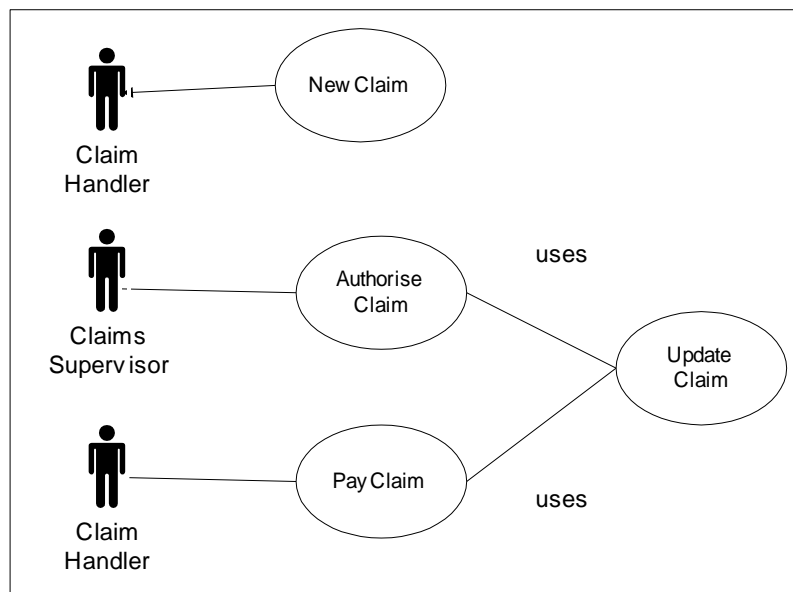 New Claim
Claim
Handler
Authorise
Claim
uses
Claims
Supervisor
Update
Claim
Pay Claim
uses
Claim
Handler